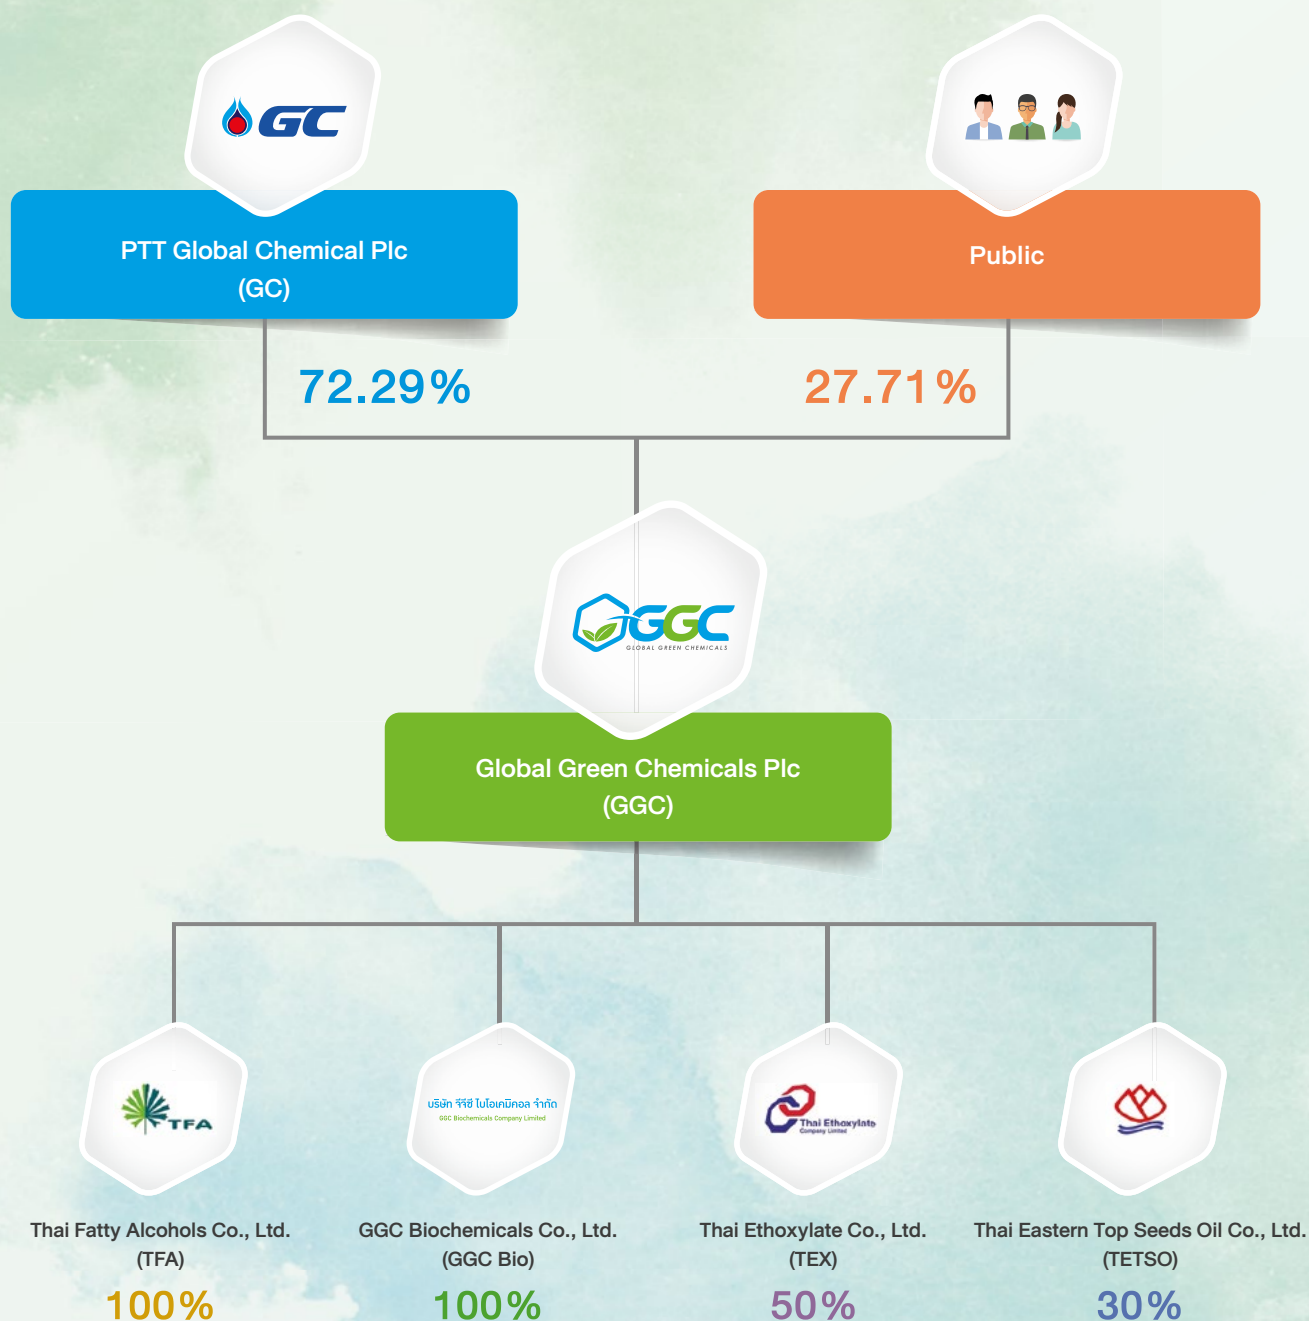 GC
PTT Global Chemical Plc
(GC)
Public
72.29%
27.71%
GGC
GLOBAL GREEN CHEMICALS
Global Green Chemicals Plc
(GGC)
TFA
บริษัท จีจีซี ไบโอเคมิคอล จำกัด
GGC Biochemicals Company Limited
Thai Ethoxylate
Company Limited
Thai Fatty Alcohols Co., Ltd.
(TFA)
100%
GGC Biochemicals Co., Ltd.
(GGC Bio)
100%
Thai Ethoxylate Co., Ltd.
(TEX)
50%
Thai Eastern Top Seeds Oil Co., Ltd.
(TETSO)
30%